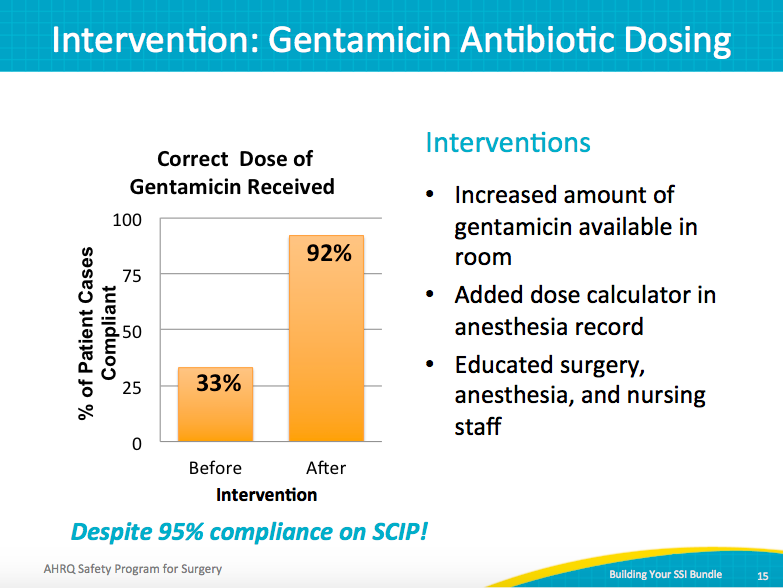 Intervention: Gentamicin Antibiotic Dosing
Correct Dose of
Gentamicin Received
% of Patient Cases
Compliant
100
75
50
25
0
33%
92%
Before
After
Intervention
Interventions
• Increased amount of
gentamicin available in
room
• Added dose calculator in
anesthesia record
• Educated surgery,
anesthesia, and nursing
staff
Despite 95% compliance on SCIP!
AHRQ Safety Program for Surgery
Building Your SSI Bundle
15